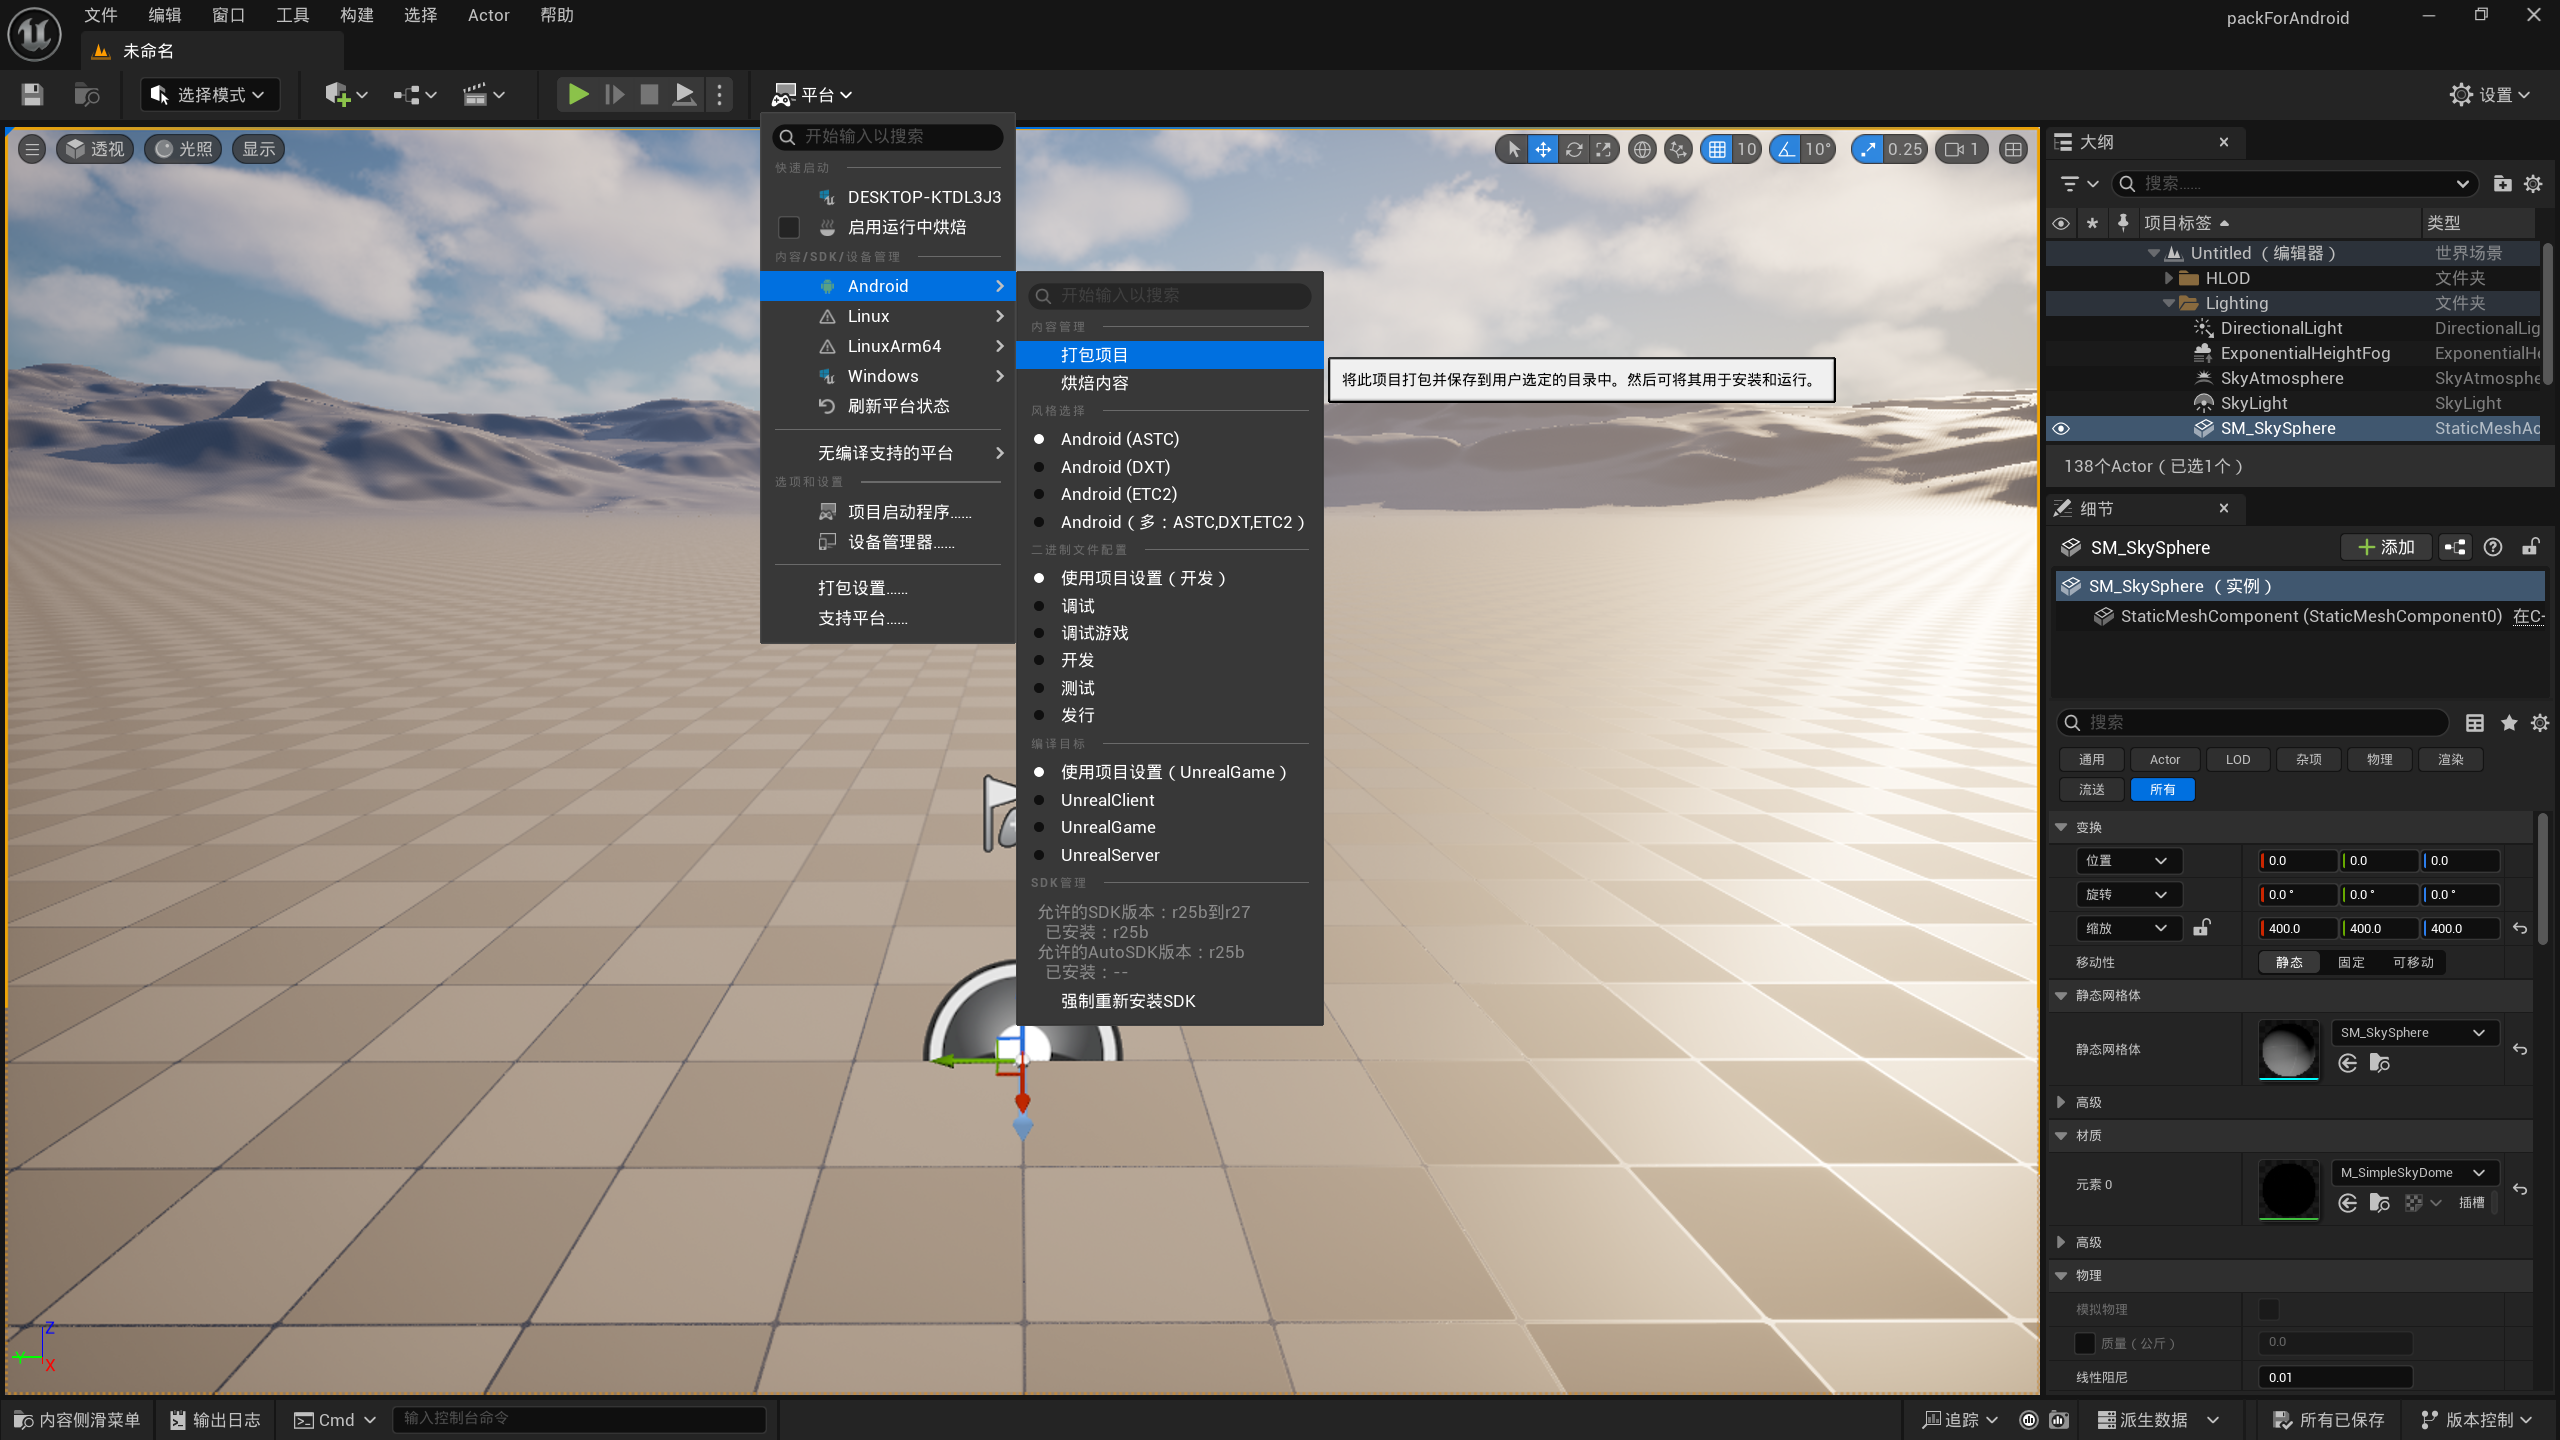 文件 编辑 窗口 工具 构建 选择 Actor 帮助
packForAndroid
未命名
选择模式
平台
设置
透视
光照
显示
10
10°
0.25
1
开始输入以搜索
快速启动
DESKTOP-KTDL3J3
启用运行中烘焙
内容/SDK/设备管理
Android
Linux
LinuxArm64
Windows
刷新平台状态
无编译支持的平台
选项和设置
项目启动程序......
设备管理器......
打包设置......
支持平台......
开始输入以搜索
内容管理
打包项目
烘焙内容
风格选择
Android (ASTC)
Android (DXT)
Android (ETC2)
Android（多：ASTC,DXT,ETC2）
二进制文件配置
使用项目设置（开发）
调试
调试游戏
开发
测试
发行
编译目标
使用项目设置（UnrealGame）
UnrealClient
UnrealGame
UnrealServer
SDK管理
允许的SDK版本：r25b到r27
已安装：r25b
允许的AutoSDK版本：r25b
已安装：--
强制重新安装SDK
将此项目打包并保存到用户选定的目录中。然后可将其用于安装和运行。
Z
Y
X
大纲
搜索......
项目标签 类型
Untitled（编辑器） 世界场景
HLOD 文件夹
Lighting 文件夹
DirectionalLight DirectionalLig
ExponentialHeightFog ExponentialHe
SkyAtmosphere SkyAtmosphe
SkyLight SkyLight
SM_SkySphere StaticMeshAc
138个Actor（已选1个）
细节
SM_SkySphere
添加
SM_SkySphere （实例）
StaticMeshComponent (StaticMeshComponent0) 在C-
搜索
通用 Actor LOD 杂项 物理 渲染
流送 所有
变换
位置 0.0 0.0 0.0
旋转 0.0° 0.0° 0.0°
缩放 400.0 400.0 400.0
移动性 静态 固定 可移动
静态网格体
静态网格体 SM_SkySphere
高级
材质
元素 0 M_SimpleSkyDome
插槽
高级
物理
模拟物理
质量（公斤） 0.0
线性阻尼 0.01
内容侧滑菜单
输出日志
Cmd
输入控制台命令
追踪
派生数据
所有已保存
版本控制